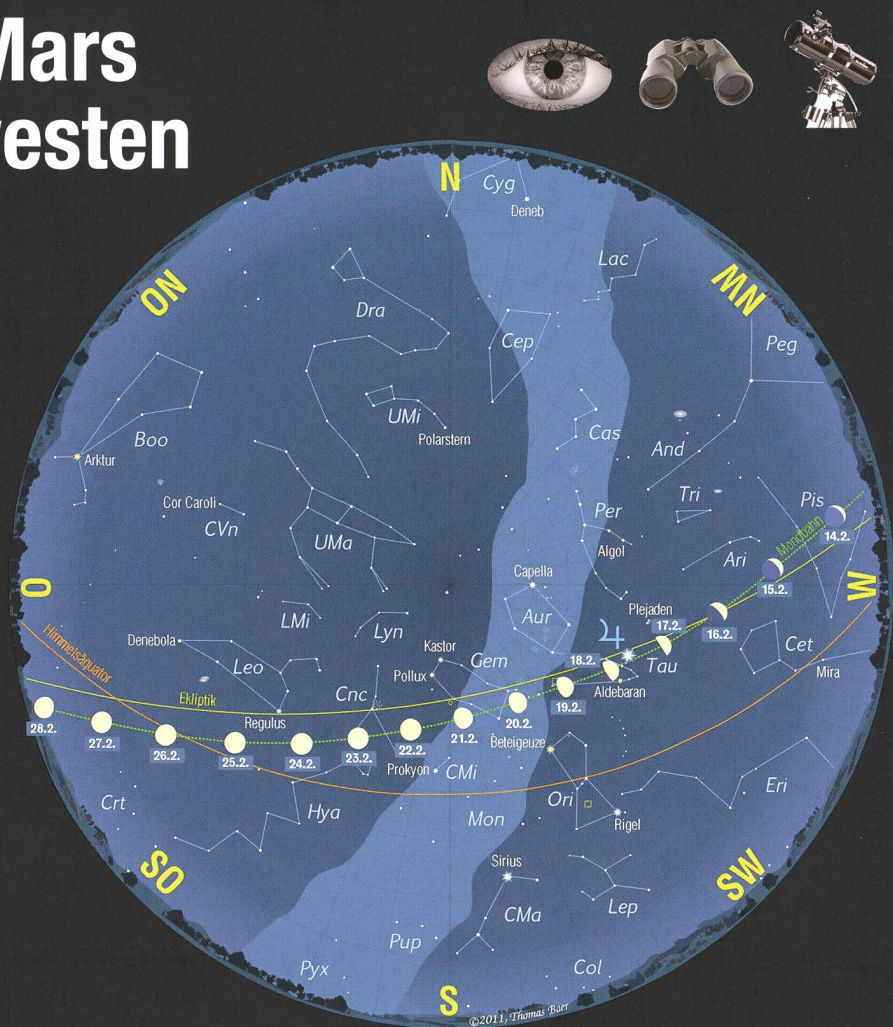 Mars
westen
N
Cyg
Deneb
Lac
NO
NW
Dra
Cep
Peg
UMi
Polarstern
Cas
Boo
Arktur
And
Cor Caroli
CVn
Tri
Pis
UMa
Per
Algol
Mondbahn
14.2.
Ari
15.2.
Capella
O
W
Plejaden
LMi
Aur
♃
17.2.
16.2.
Himmelsäquator
Denebola
Lyn
Kastor
Cet
Leo
Gem
18.2.
Tau
Mira
Pollux
Ekliptik
Cnc
Aldebaran
Regulus
19.2.
20.2.
28.2.
27.2.
26.2.
25.2.
24.2.
23.2.
22.2.
21.2.
Beteigeuze
Prokyon
CMi
Crt
Hya
Ori
Eri
Mon
Rigel
SO
SW
Sirius
CMa
Lep
Pup
Pyx
Col
S
©2011, Thomas Baer